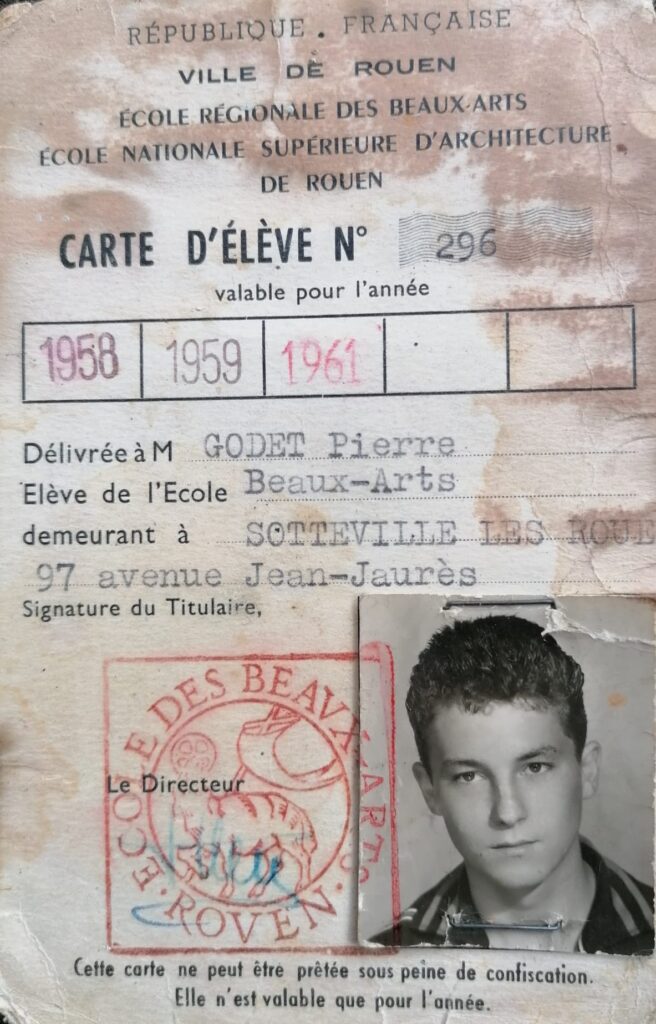 RÉPUBLIQUE . FRANÇAISE
VILLE DE ROUEN
ÉCOLE RÉGIONALE DES BEAUX-ARTS
ÉCOLE NATIONALE SUPÉRIEURE D'ARCHITECTURE
DE ROUEN
CARTE D'ÉLÈVE N° 296
valable pour l'année
1958 1959 1961
Délivrée à M GODET Pierre
Elève de l'Ecole Beaux-Arts
demeurant à SOTTEVILLE LES ROUE
97 avenue Jean-Jaurès
Signature du Titulaire,
ECOLE DES BEAUX-ARTS
Le Directeur
ROVEN
Cette carte ne peut être prêtée sous peine de confiscation.
Elle n'est valable que pour l'année.